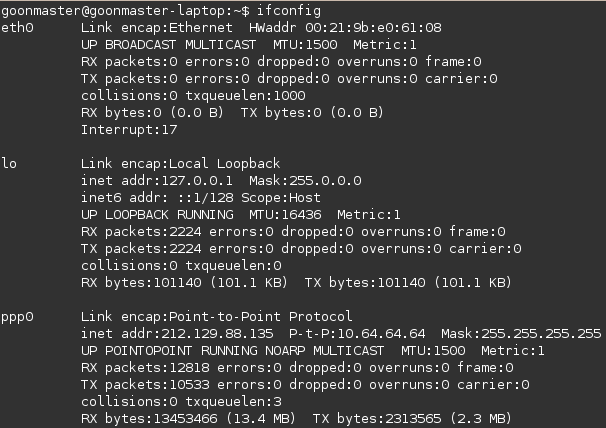 goonmaster@goonmaster-laptop:~$ ifconfig
eth0      Link encap:Ethernet  HWaddr 00:21:9b:e0:61:08
          UP BROADCAST MULTICAST  MTU:1500  Metric:1
          RX packets:0 errors:0 dropped:0 overruns:0 frame:0
          TX packets:0 errors:0 dropped:0 overruns:0 carrier:0
          collisions:0 txqueuelen:1000
          RX bytes:0 (0.0 B)  TX bytes:0 (0.0 B)
          Interrupt:17

lo        Link encap:Local Loopback
          inet addr:127.0.0.1  Mask:255.0.0.0
          inet6 addr: ::1/128 Scope:Host
          UP LOOPBACK RUNNING  MTU:16436  Metric:1
          RX packets:2224 errors:0 dropped:0 overruns:0 frame:0
          TX packets:2224 errors:0 dropped:0 overruns:0 carrier:0
          collisions:0 txqueuelen:0
          RX bytes:101140 (101.1 KB)  TX bytes:101140 (101.1 KB)

ppp0      Link encap:Point-to-Point Protocol
          inet addr:212.129.88.135  P-t-P:10.64.64.64  Mask:255.255.255.255
          UP POINTOPOINT RUNNING NOARP MULTICAST  MTU:1500  Metric:1
          RX packets:12818 errors:0 dropped:0 overruns:0 frame:0
          TX packets:10533 errors:0 dropped:0 overruns:0 carrier:0
          collisions:0 txqueuelen:3
          RX bytes:13453466 (13.4 MB)  TX bytes:2313565 (2.3 MB)